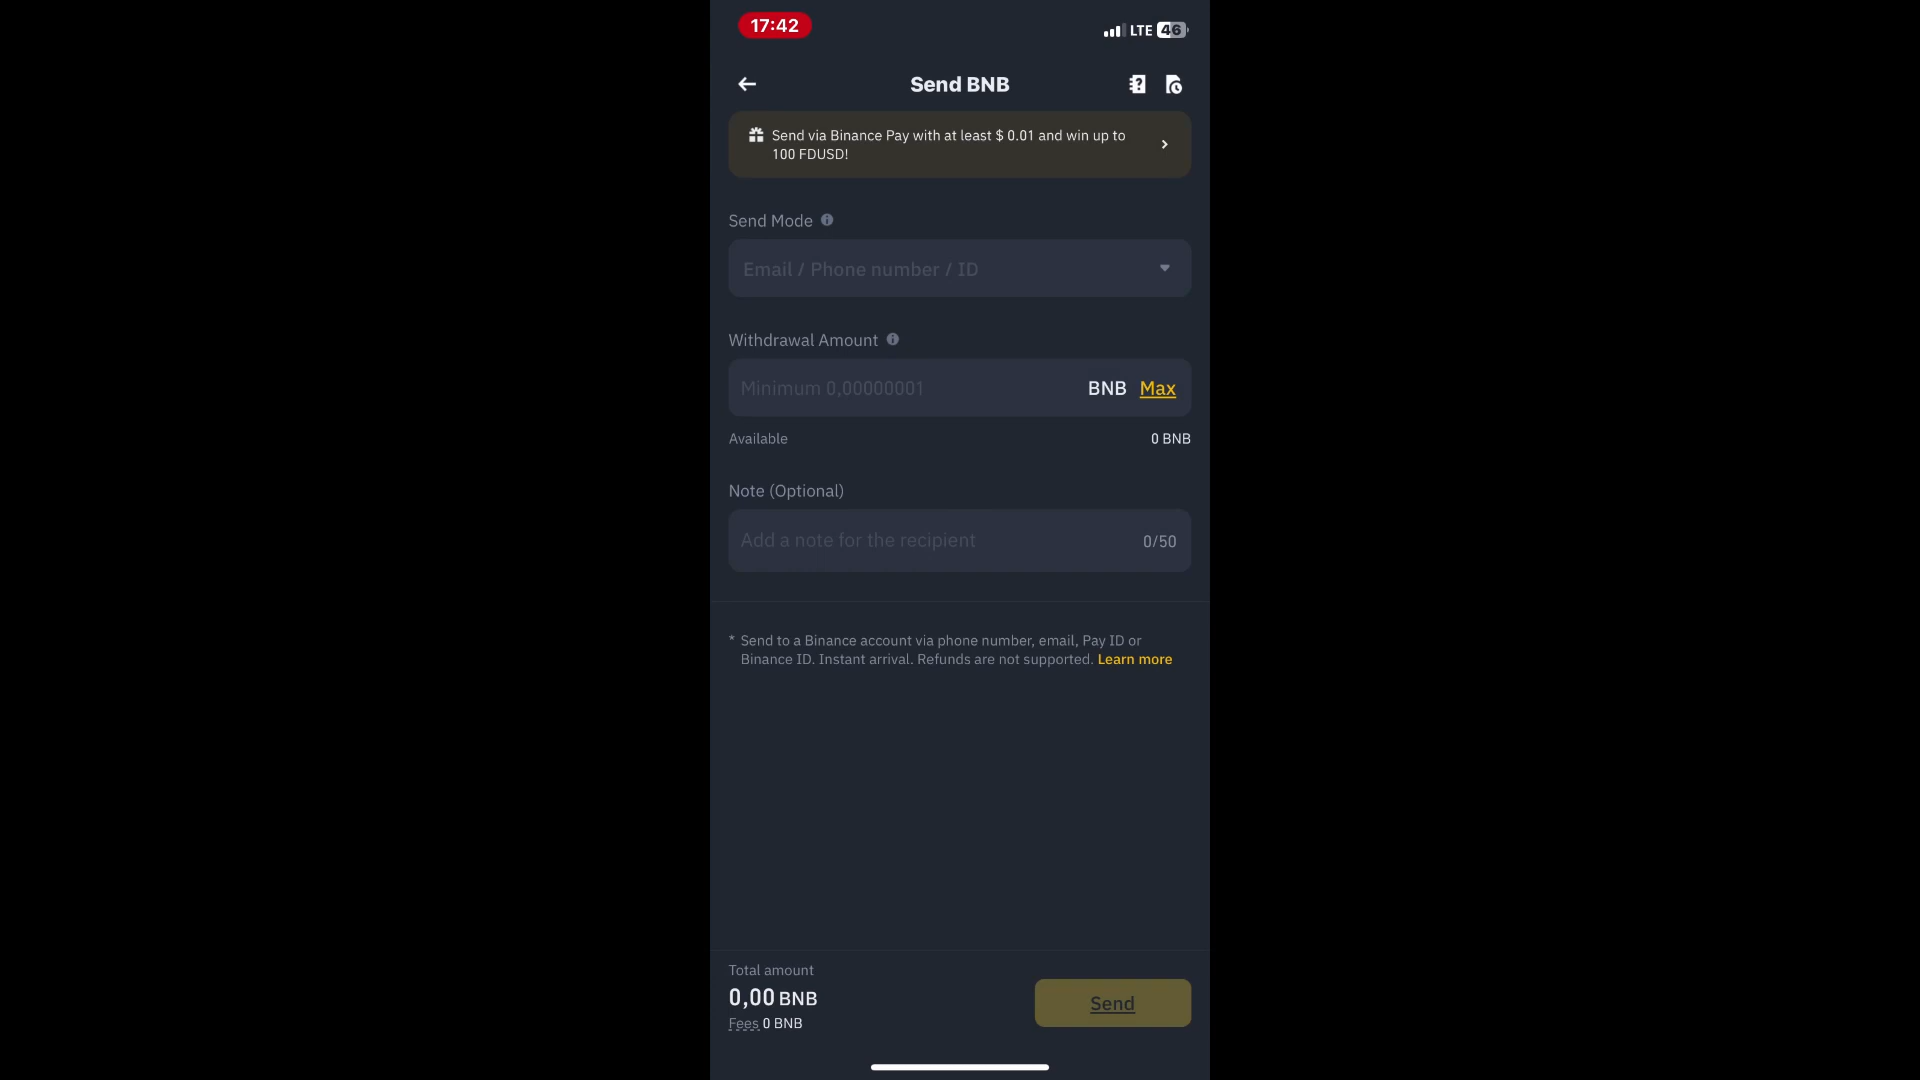 17:42
LTE 46
Send BNB
Send via Binance Pay with at least $ 0.01 and win up to
100 FDUSD!
Send Mode
Email / Phone number / ID
Withdrawal Amount
Minimum 0,00000001 BNB Max
Available 0 BNB
Note (Optional)
Add a note for the recipient 0/50
* Send to a Binance account via phone number, email, Pay ID or
Binance ID. Instant arrival. Refunds are not supported. Learn more
Total amount
0,00 BNB
Fees 0 BNB
Send